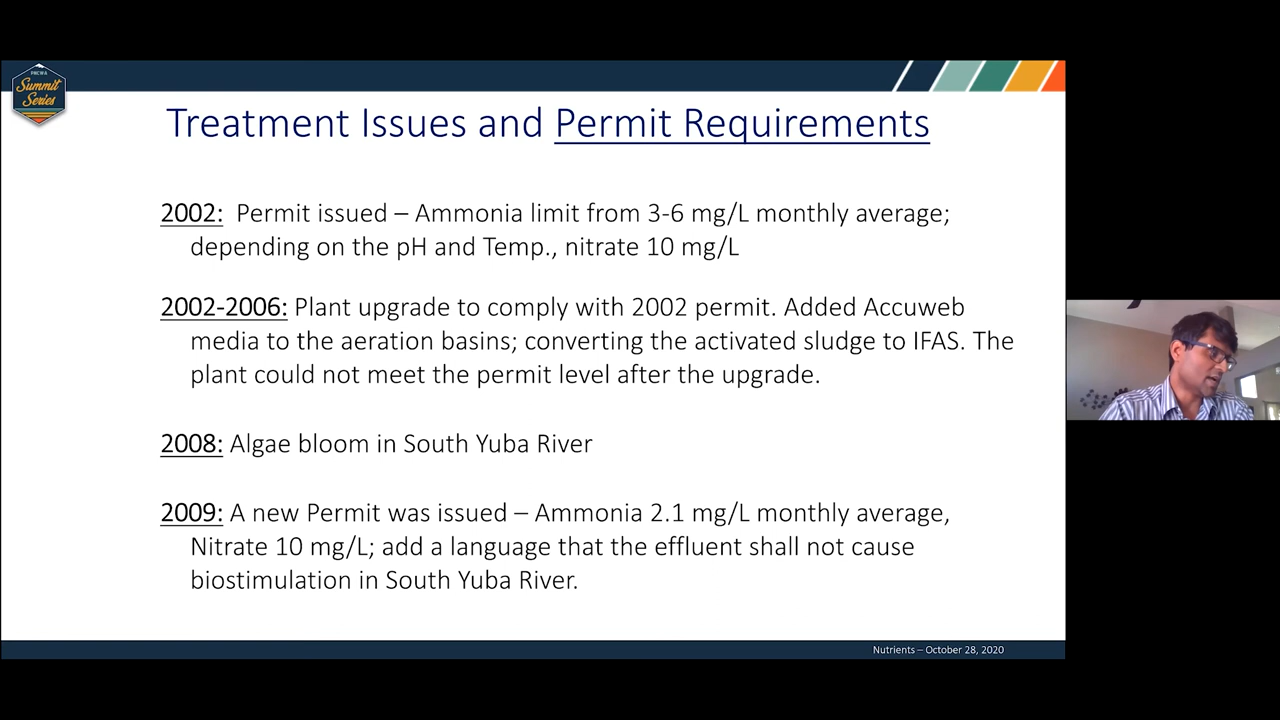 PNCWA
Summit
Series
Treatment Issues and Permit Requirements
2002: Permit issued – Ammonia limit from 3-6 mg/L monthly average;
depending on the pH and Temp., nitrate 10 mg/L
2002-2006: Plant upgrade to comply with 2002 permit. Added Accuweb
media to the aeration basins; converting the activated sludge to IFAS. The
plant could not meet the permit level after the upgrade.
2008: Algae bloom in South Yuba River
2009: A new Permit was issued – Ammonia 2.1 mg/L monthly average,
Nitrate 10 mg/L; add a language that the effluent shall not cause
biostimulation in South Yuba River.
Nutrients – October 28, 2020